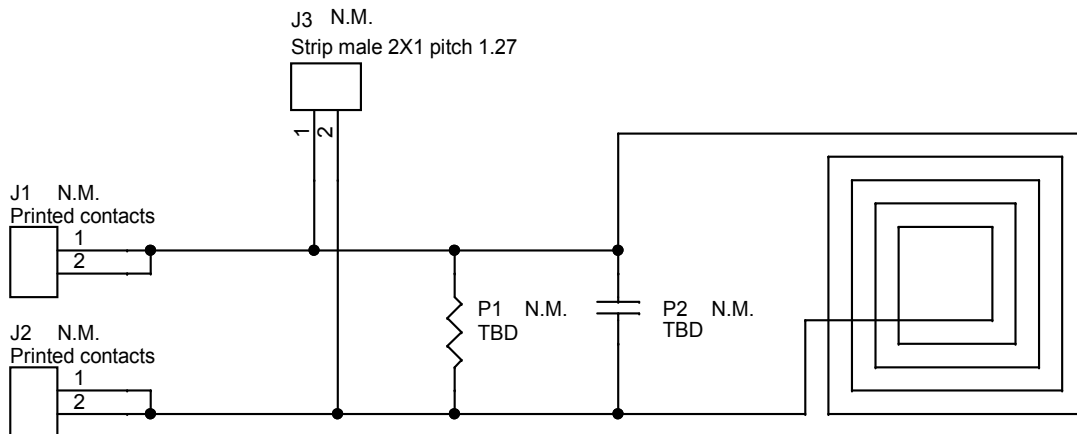 J3 N.M.
Strip male 2X1 pitch 1.27
1
2
J1 N.M.
Printed contacts
1
2
P1 N.M.
TBD
P2 N.M.
TBD
J2 N.M.
Printed contacts
1
2